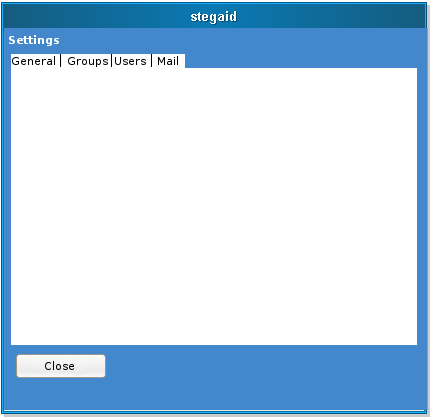 stegaid
Settings
General Groups Users Mail
Close